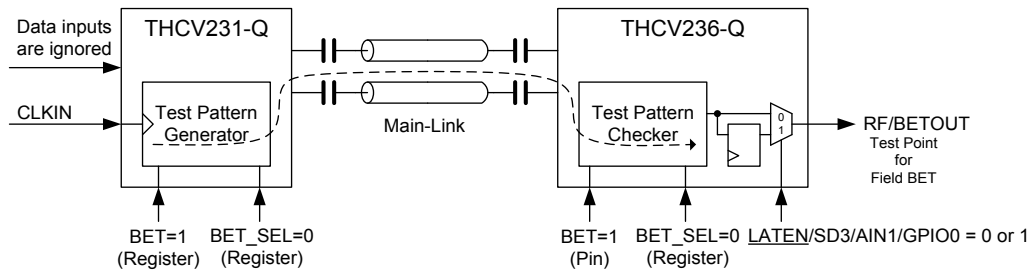 Data inputs
are ignored
THCV231-Q
THCV236-Q
CLKIN
Test Pattern
Generator
Main-Link
Test Pattern
Checker
0
1
RF/BETOUT
Test Point
for
Field BET
BET=1
(Register)
BET_SEL=0
(Register)
BET=1
(Pin)
BET_SEL=0
(Register)
LATEN/SD3/AIN1/GPIO0 = 0 or 1